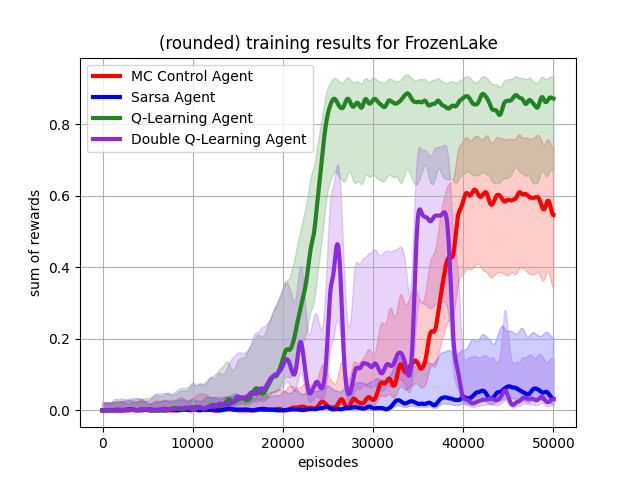 (rounded) training results for FrozenLake
MC Control Agent
Sarsa Agent
Q-Learning Agent
Double Q-Learning Agent
sum of rewards
0.8
0.6
0.4
0.2
0.0
0 10000 20000 30000 40000 50000
episodes